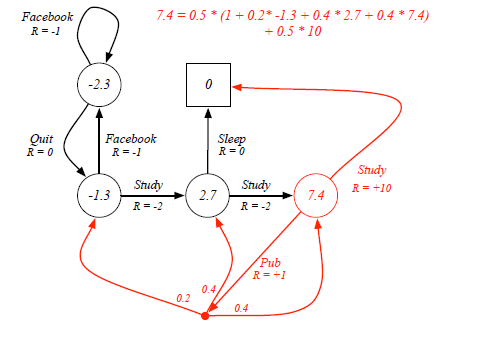 Facebook
R = -1
7.4 = 0.5 * (1 + 0.2* -1.3 + 0.4 * 2.7 + 0.4 * 7.4)
+ 0.5 * 10
-2.3
0
Quit
R = 0
Facebook
R = -1
Sleep
R = 0
Study
R = +10
-1.3
Study
R = -2
2.7
Study
R = -2
7.4
Pub
R = +1
0.2
0.4
0.4